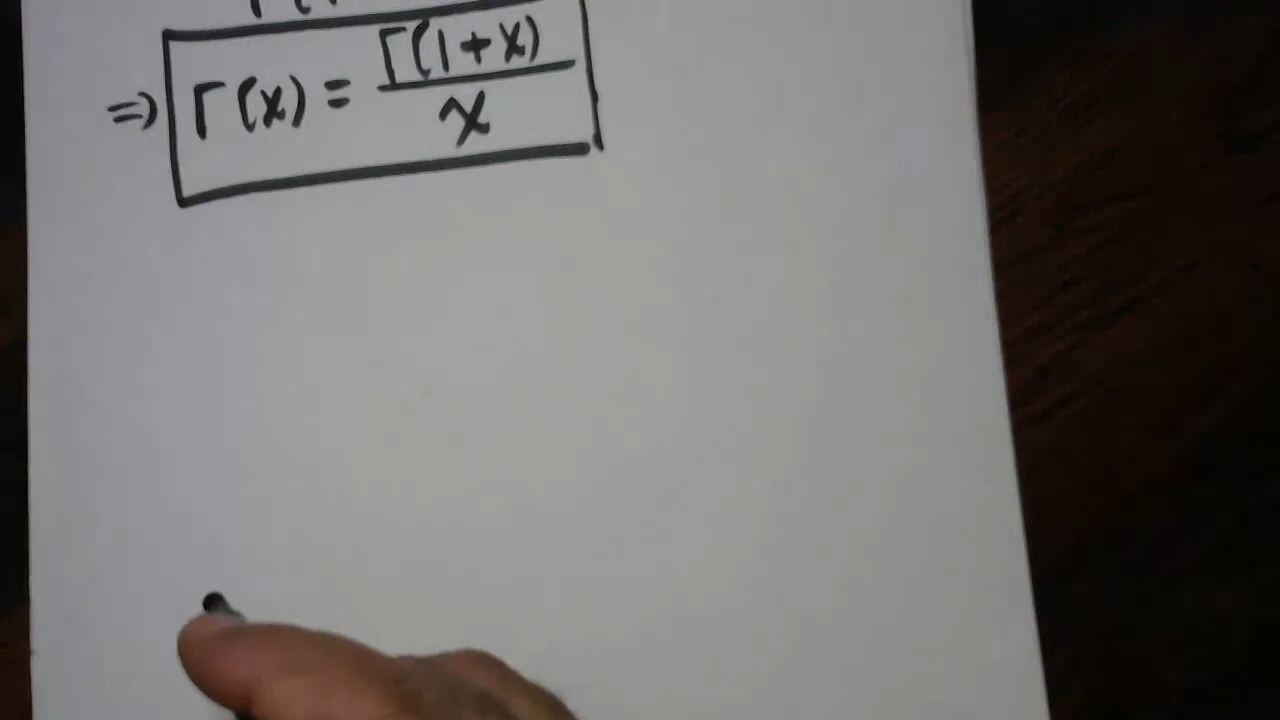 => Γ(x) = Γ(1+x) / x